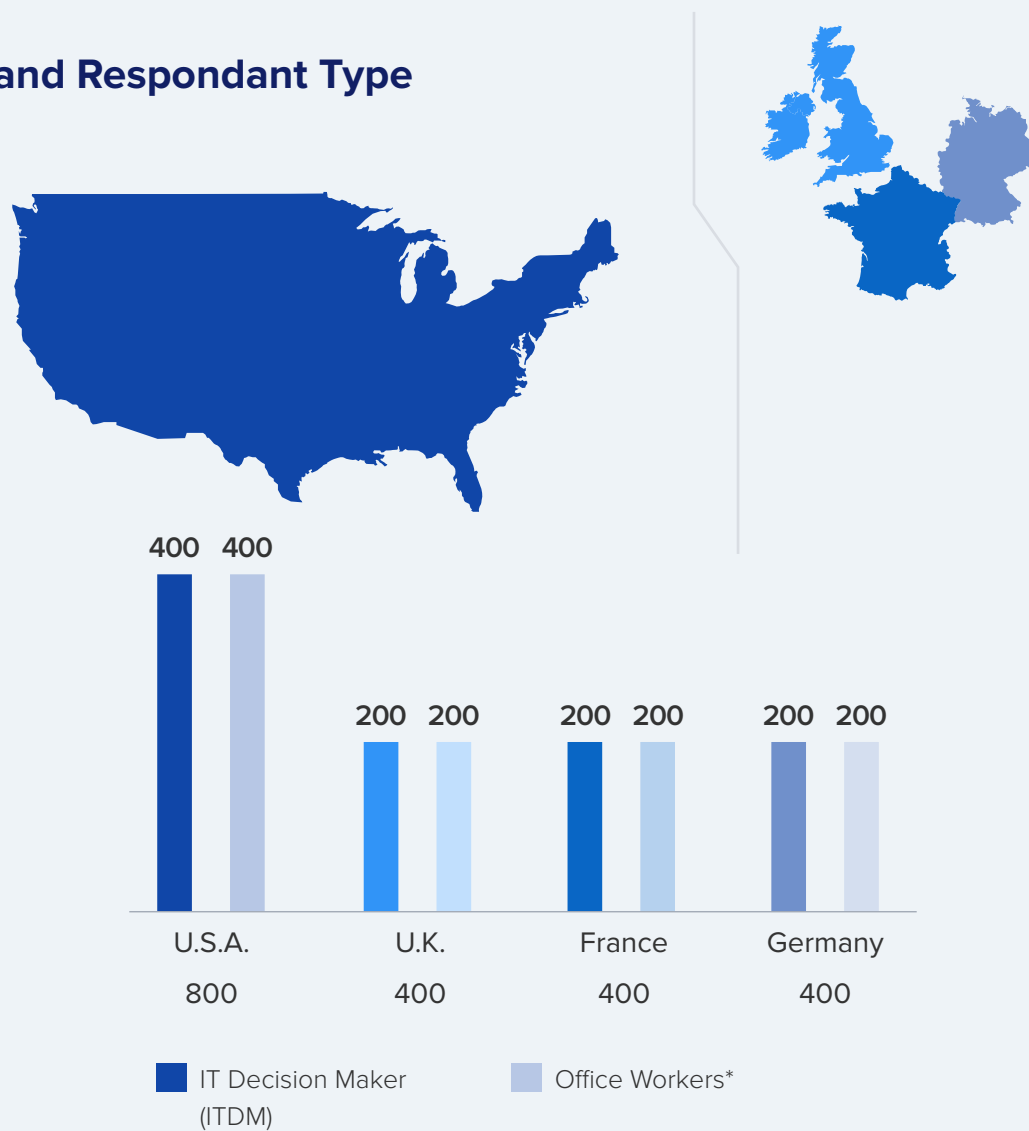 and Respondant Type
400 400
200 200 200 200 200 200
U.S.A. U.K. France Germany
800 400 400 400
IT Decision Maker Office Workers*
(ITDM)